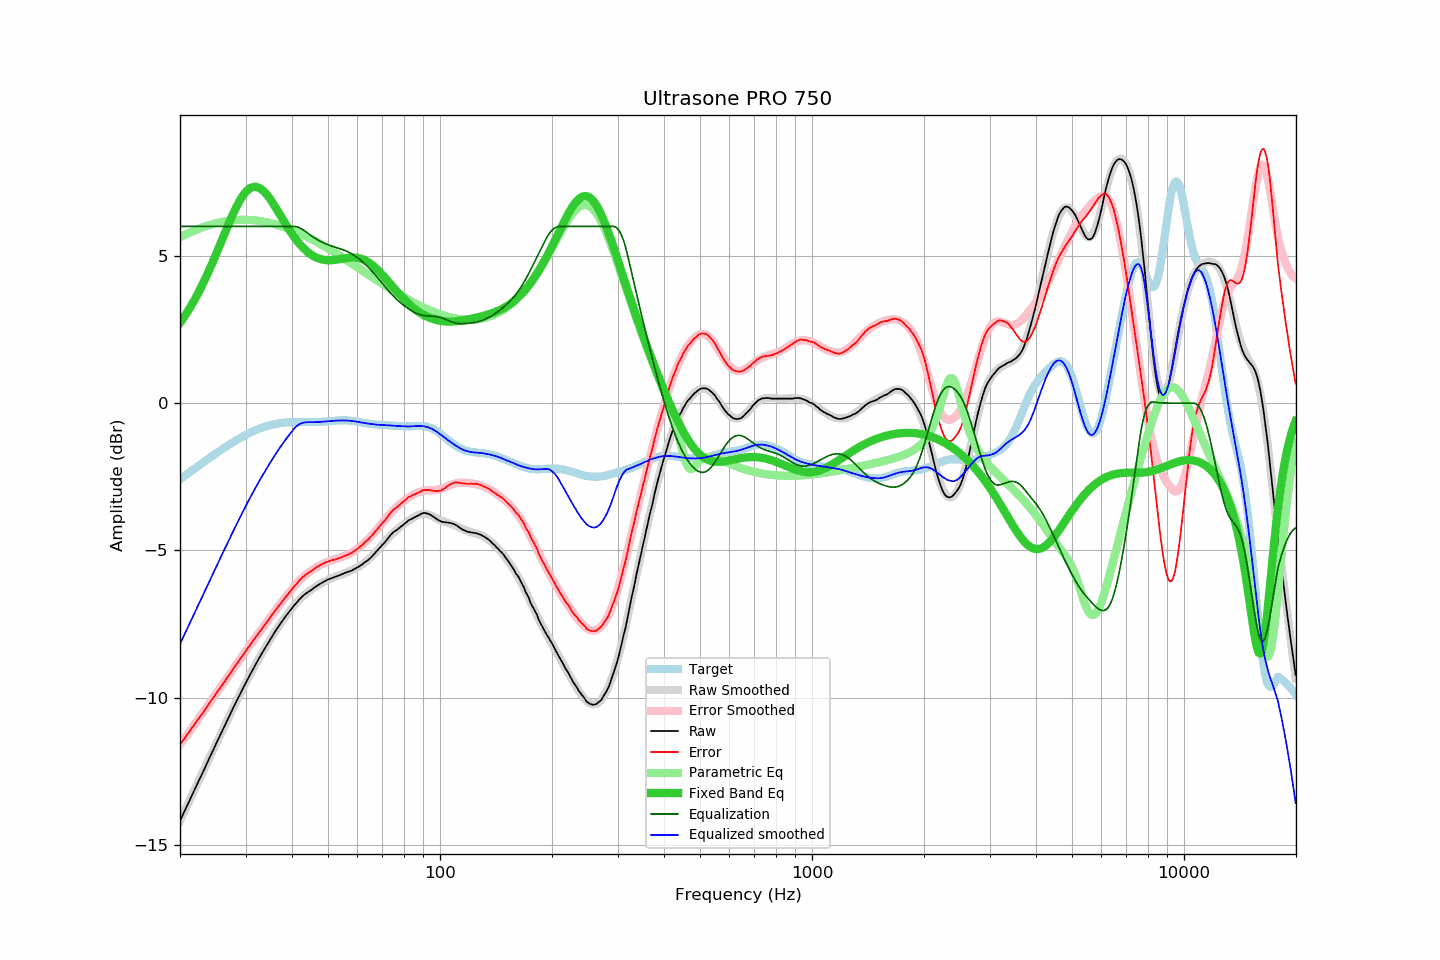 Ultrasone PRO 750
Amplitude (dBr)
5
0
−5
−10
−15
Target
Raw Smoothed
Error Smoothed
Raw
Error
Parametric Eq
Fixed Band Eq
Equalization
Equalized smoothed
100 1000 10000
Frequency (Hz)